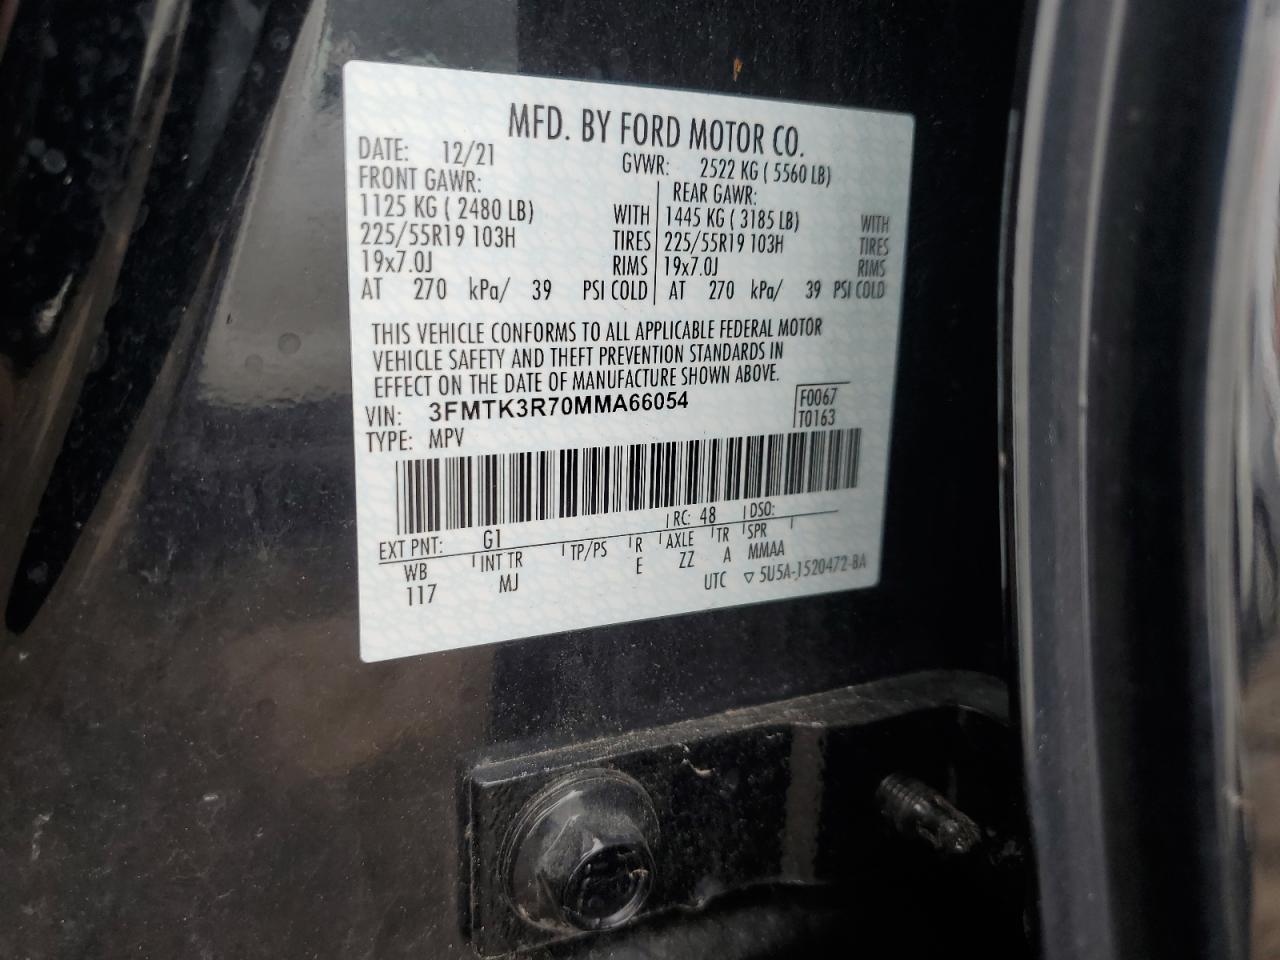 MFD. BY FORD MOTOR CO.
DATE: 12/21 GVWR: 2522 KG ( 5560 LB)
FRONT GAWR: REAR GAWR:
1125 KG ( 2480 LB) WITH 1445 KG ( 3185 LB) WITH
225/55R19 103H TIRES 225/55R19 103H TIRES
19x7.0J RIMS 19x7.0J RIMS
AT 270 kPa/ 39 PSI COLD AT 270 kPa/ 39 PSI COLD
THIS VEHICLE CONFORMS TO ALL APPLICABLE FEDERAL MOTOR
VEHICLE SAFETY AND THEFT PREVENTION STANDARDS IN
EFFECT ON THE DATE OF MANUFACTURE SHOWN ABOVE.
VIN: 3FMTK3R70MMA66054 F0067
TYPE: MPV T0163
EXT PNT: G1 RC: 48 DSO:
WB INT TR TP/PS R AXLE TR SPR
117 MJ E ZZ A MMAA
UTC ▽ 5U5A-1520472-BA